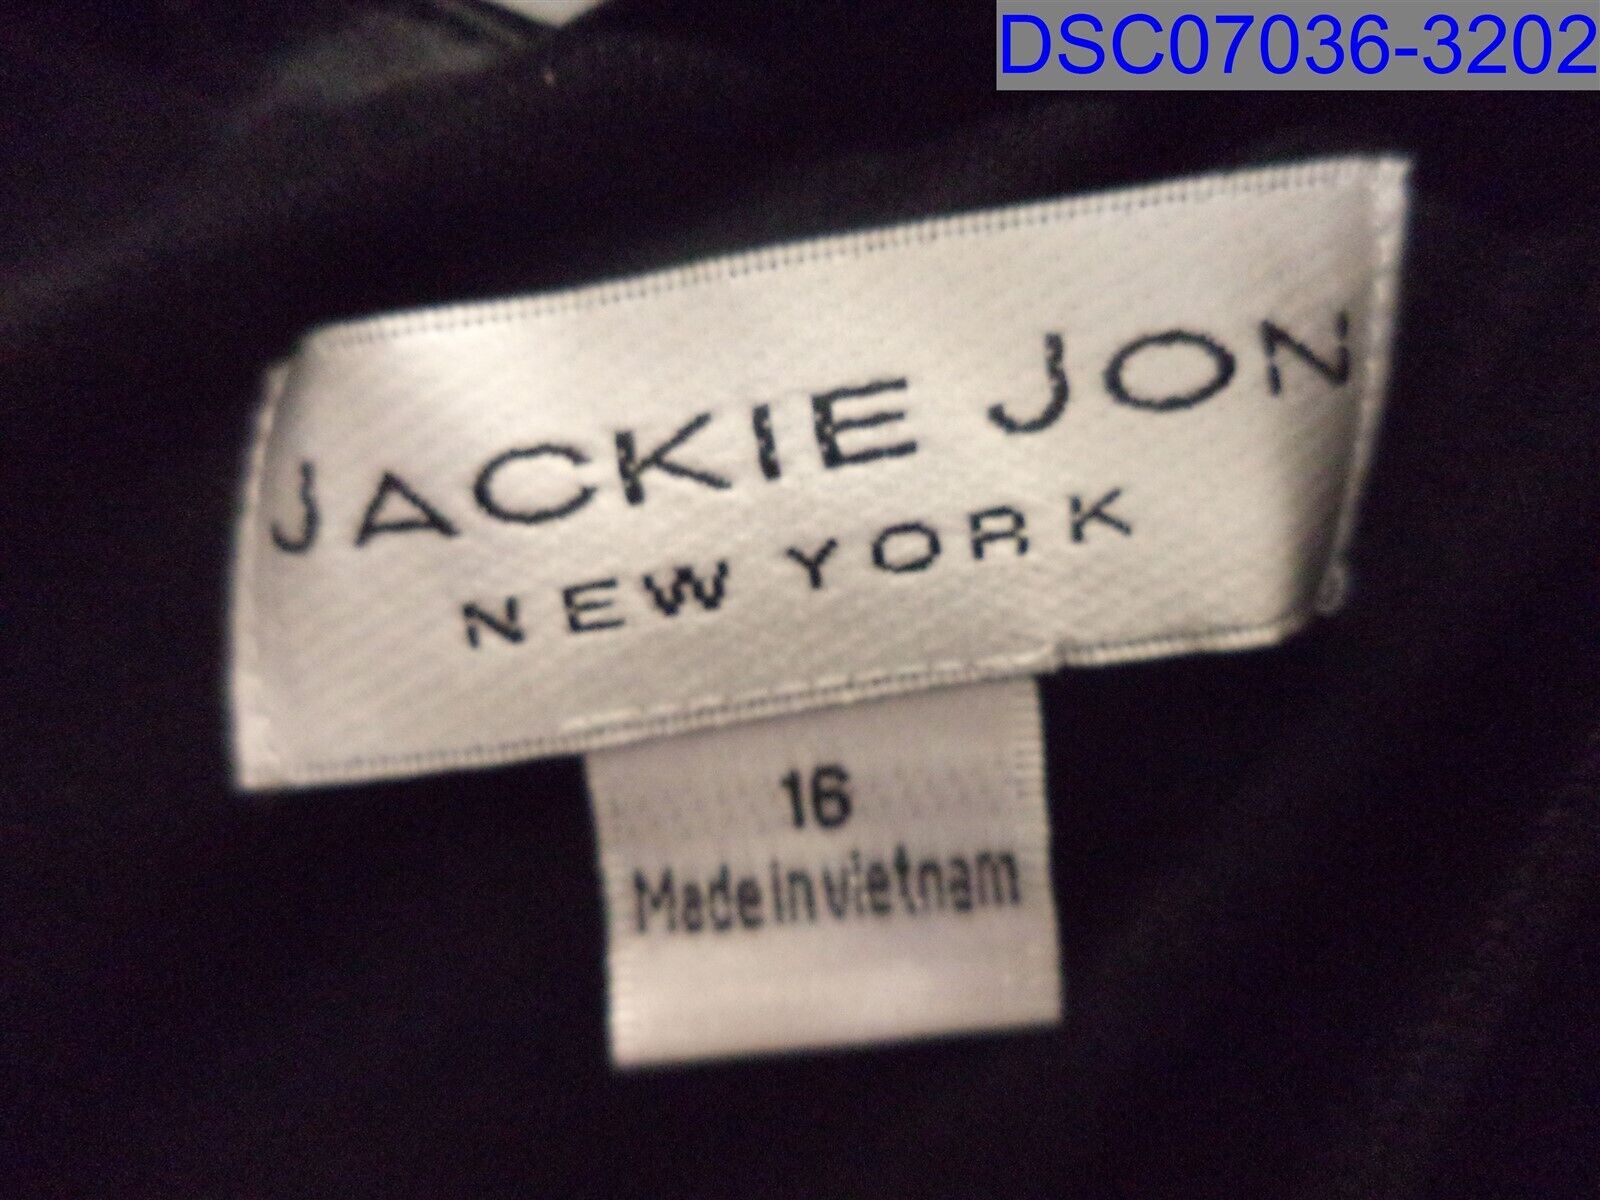 DSC07036-3202
JACKIE JON
NEW YORK
16
Made in vietnam